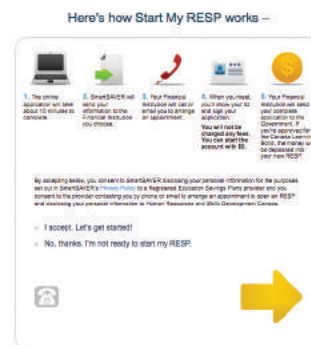 Here's how Start My RESP works –
1. The online
application will take
about 10 minutes to
complete.
2. SmartSAVER will
send your
information to the
Financial Institution
you choose.
3. Your Financial
Institution will call or
email you to arrange
an appointment.
4. When you meet,
you'll show your ID
and sign your
application.
You will not be
charged any fees.
You can start the
account with $0.
5. Your Financial
Institution will send
your complete
application to the
Government. If
you're approved for
the Canada Learning
Bond, the money will
be deposited into
your new RESP.
By accepting below, you consent to SmartSAVER disclosing your personal information for the purposes
set out in SmartSAVER's Privacy Policy to a Registered Education Savings Plans provider and you
consent to the provider contacting you by phone or email to arrange an appointment to open an RESP
and disclosing your personal information to Human Resources and Skills Development Canada.
I accept. Let's get started!
No, thanks. I'm not ready to start my RESP.